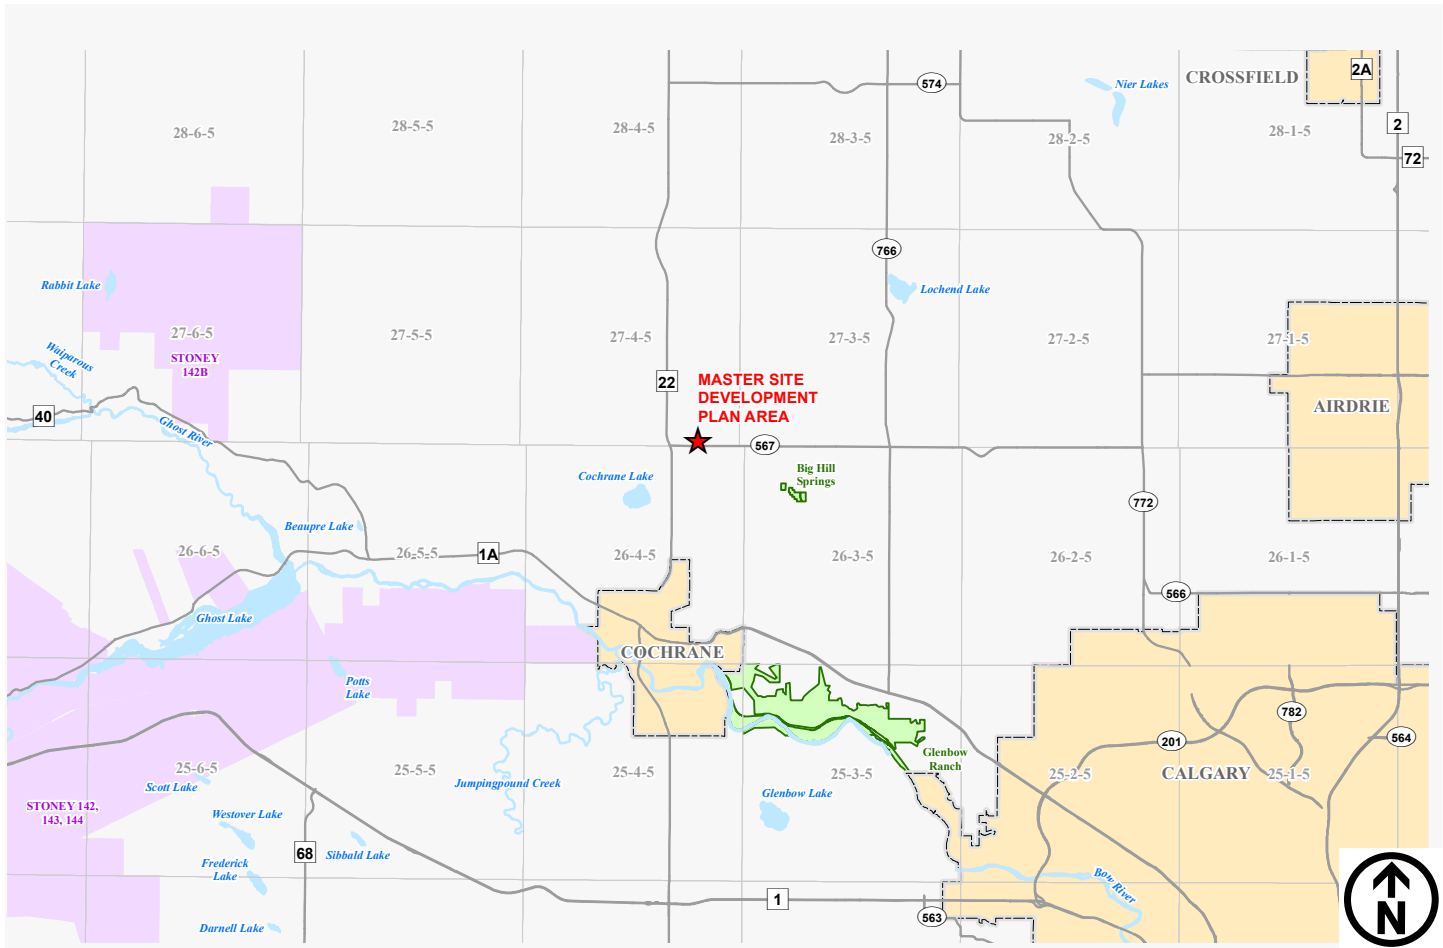 2A
CROSSFIELD
574
Nier Lakes
2
28-6-5
28-5-5
28-4-5
28-3-5
28-2-5
28-1-5
72
766
Rabbit Lake
Lochend Lake
27-6-5
27-5-5
27-4-5
27-3-5
27-2-5
27-1-5
STONEY
142B
Waiparous
Creek
22
MASTER SITE
DEVELOPMENT
PLAN AREA
AIRDRIE
40
Ghost River
567
Big Hill
Springs
Cochrane Lake
772
Beaupre Lake
26-6-5
26-5-5
1A
26-4-5
26-3-5
26-2-5
26-1-5
566
Ghost Lake
COCHRANE
Potts
Lake
782
201
564
Glenbow
Ranch
25-6-5
25-5-5
25-4-5
25-3-5
25-2-5
CALGARY
25-1-5
Scott Lake
Jumpingpound Creek
Glenbow Lake
STONEY 142,
143, 144
Westover Lake
68
Sibbald Lake
Frederick
Lake
Bow River
1
563
Darnell Lake
N